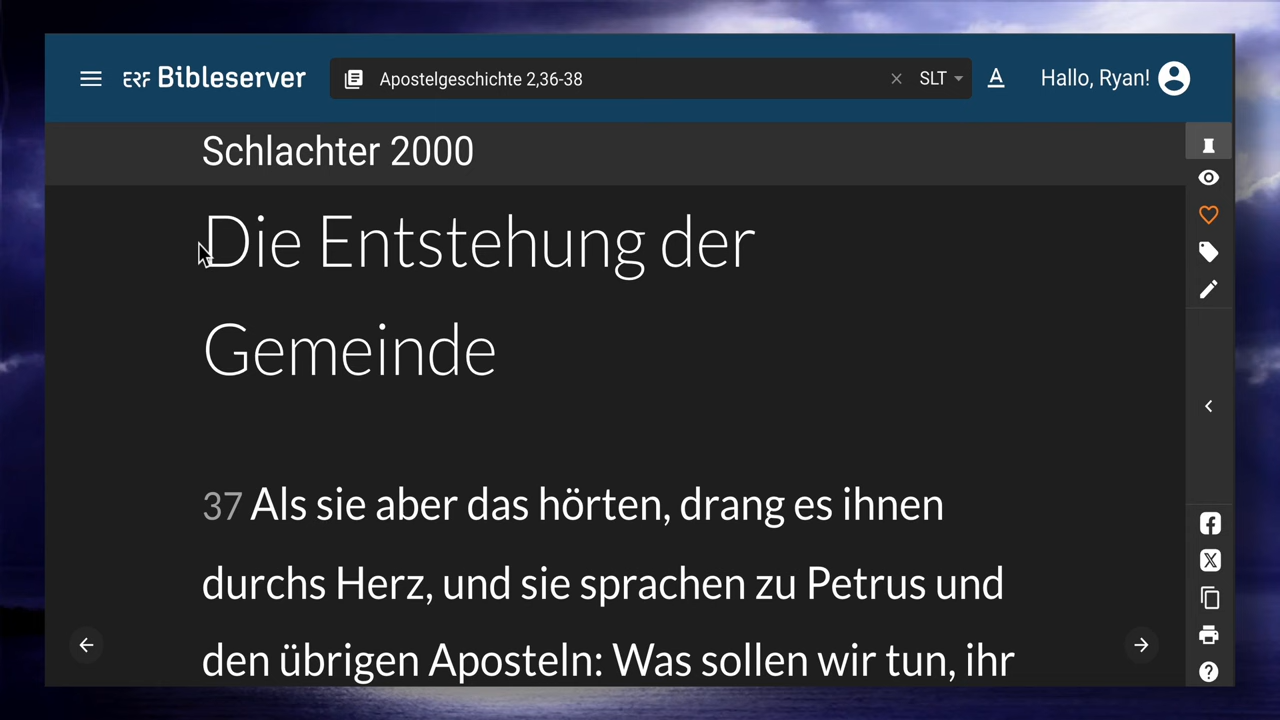 ERF Bibleserver
Apostelgeschichte 2,36-38
SLT
A
Hallo, Ryan!
Schlachter 2000
Die Entstehung der
Gemeinde
37 Als sie aber das hörten, drang es ihnen
durchs Herz, und sie sprachen zu Petrus und
den übrigen Aposteln: Was sollen wir tun, ihr